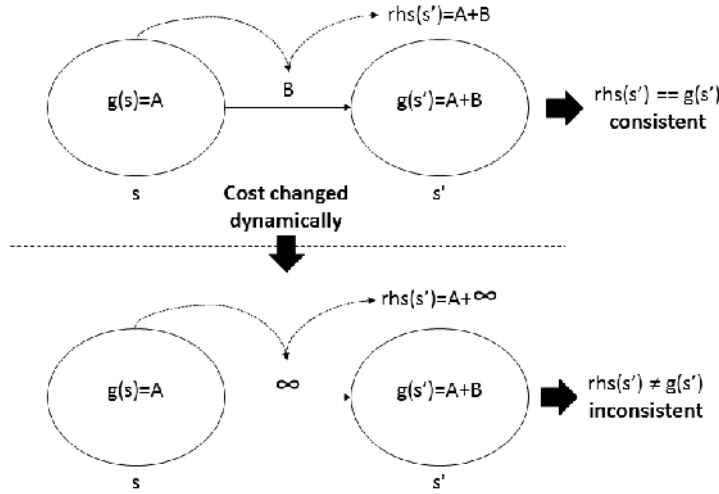 rhs(s’)=A+B
g(s)=A
B
g(s’)=A+B
rhs(s’) == g(s’)
consistent
s
s'
Cost changed
dynamically
rhs(s’)=A+∞
g(s)=A
∞
g(s’)=A+B
rhs(s’) ≠ g(s’)
inconsistent
s
s'